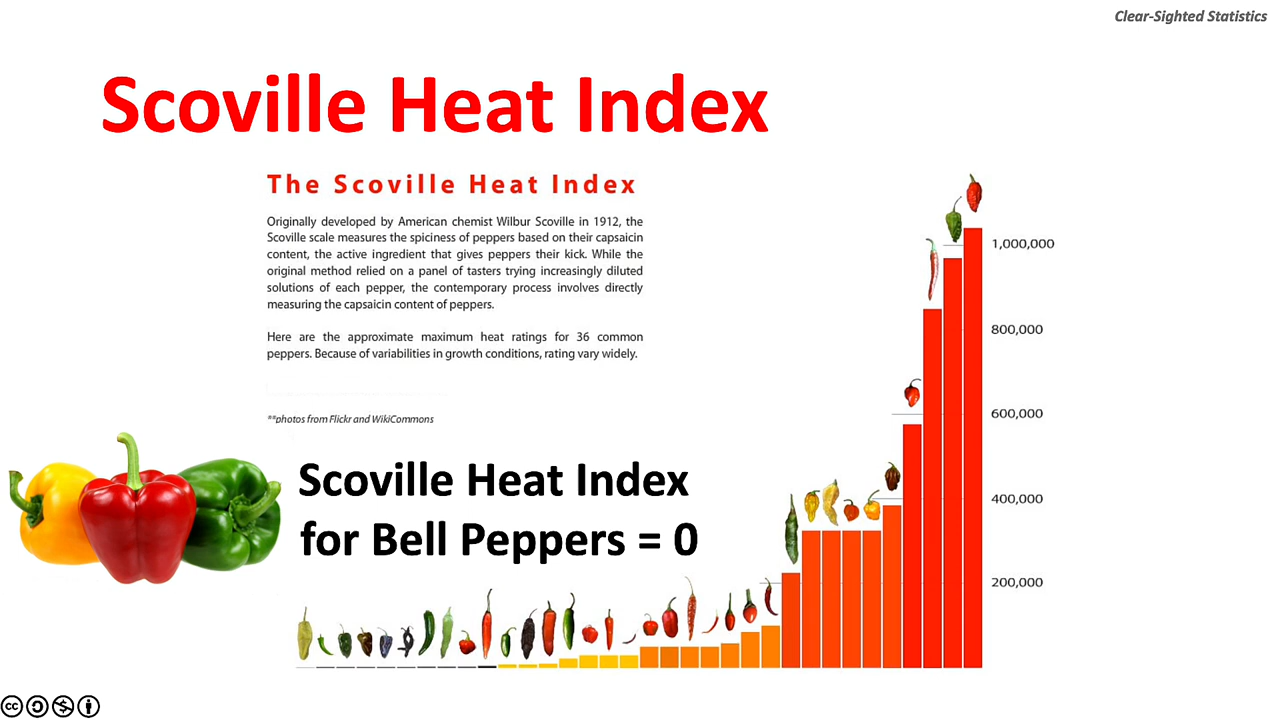 Clear-Sighted Statistics
Scoville Heat Index
The Scoville Heat Index
Originally developed by American chemist Wilbur Scoville in 1912, the
Scoville scale measures the spiciness of peppers based on their capsaicin
content, the active ingredient that gives peppers their kick. While the
original method relied on a panel of tasters trying increasingly diluted
solutions of each pepper, the contemporary process involves directly
measuring the capsaicin content of peppers.
Here are the approximate maximum heat ratings for 36 common
peppers. Because of variabilities in growth conditions, rating vary widely.
**photos from Flickr and WikiCommons
Scoville Heat Index
for Bell Peppers = 0
1,000,000
800,000
600,000
400,000
200,000
cc